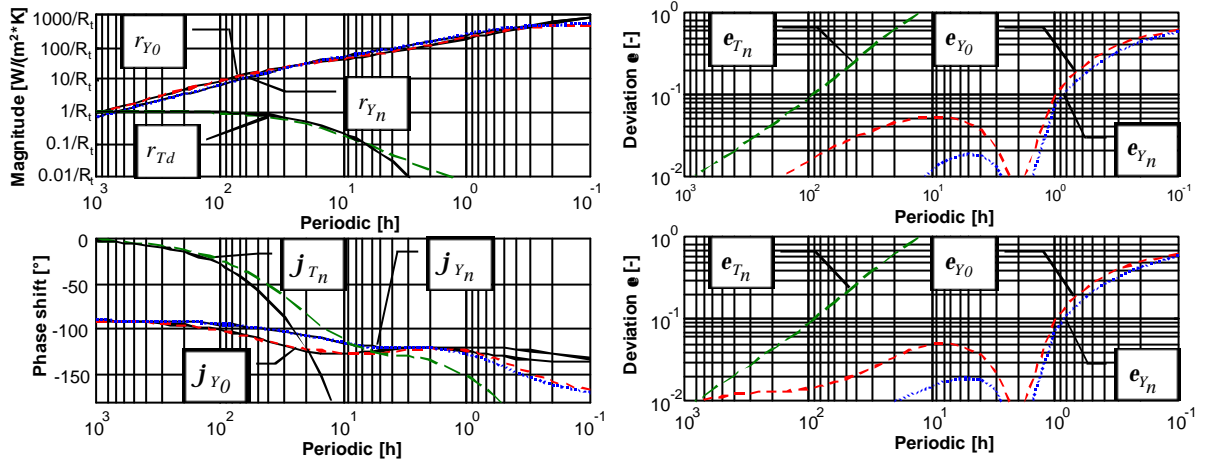 Magnitude [W/(m²*K]
1000/Rt
100/Rt
10/Rt
1/Rt
0.1/Rt
0.01/Rt
rY0
rYn
rTd
10³
10²
10¹
10⁰
10⁻¹
Periodic [h]
Phase shift [°]
0
-50
-100
-150
jTn
jYn
jY0
10³
10²
10¹
10⁰
10⁻¹
Periodic [h]
Deviation e [-]
10⁰
10⁻¹
10⁻²
eTn
eY0
eYn
10³
10²
10¹
10⁰
10⁻¹
Periodic [h]
Deviation e [-]
10⁰
10⁻¹
10⁻²
eTn
eY0
eYn
10³
10²
10¹
10⁰
10⁻¹
Periodic [h]